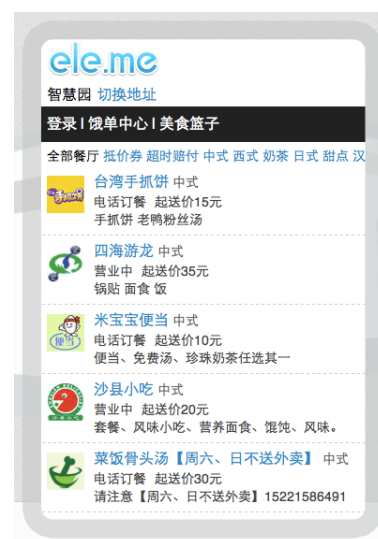 ele.me
智慧园 切换地址
登录 | 饿单中心 | 美食篮子
全部餐厅 抵价券 超时赔付 中式 西式 奶茶 日式 甜点 汉
台湾手抓饼 中式
电话订餐 起送价15元
手抓饼 老鸭粉丝汤
四海游龙 中式
营业中 起送价35元
锅贴 面食 饭
米宝宝便当 中式
便当
电话订餐 起送价10元
便当、免费汤、珍珠奶茶任选其一
沙县小吃 中式
营业中 起送价20元
套餐、风味小吃、营养面食、馄饨、风味。
菜饭骨头汤【周六、日不送外卖】 中式
电话订餐 起送价30元
请注意【周六、日不送外卖】15221586491